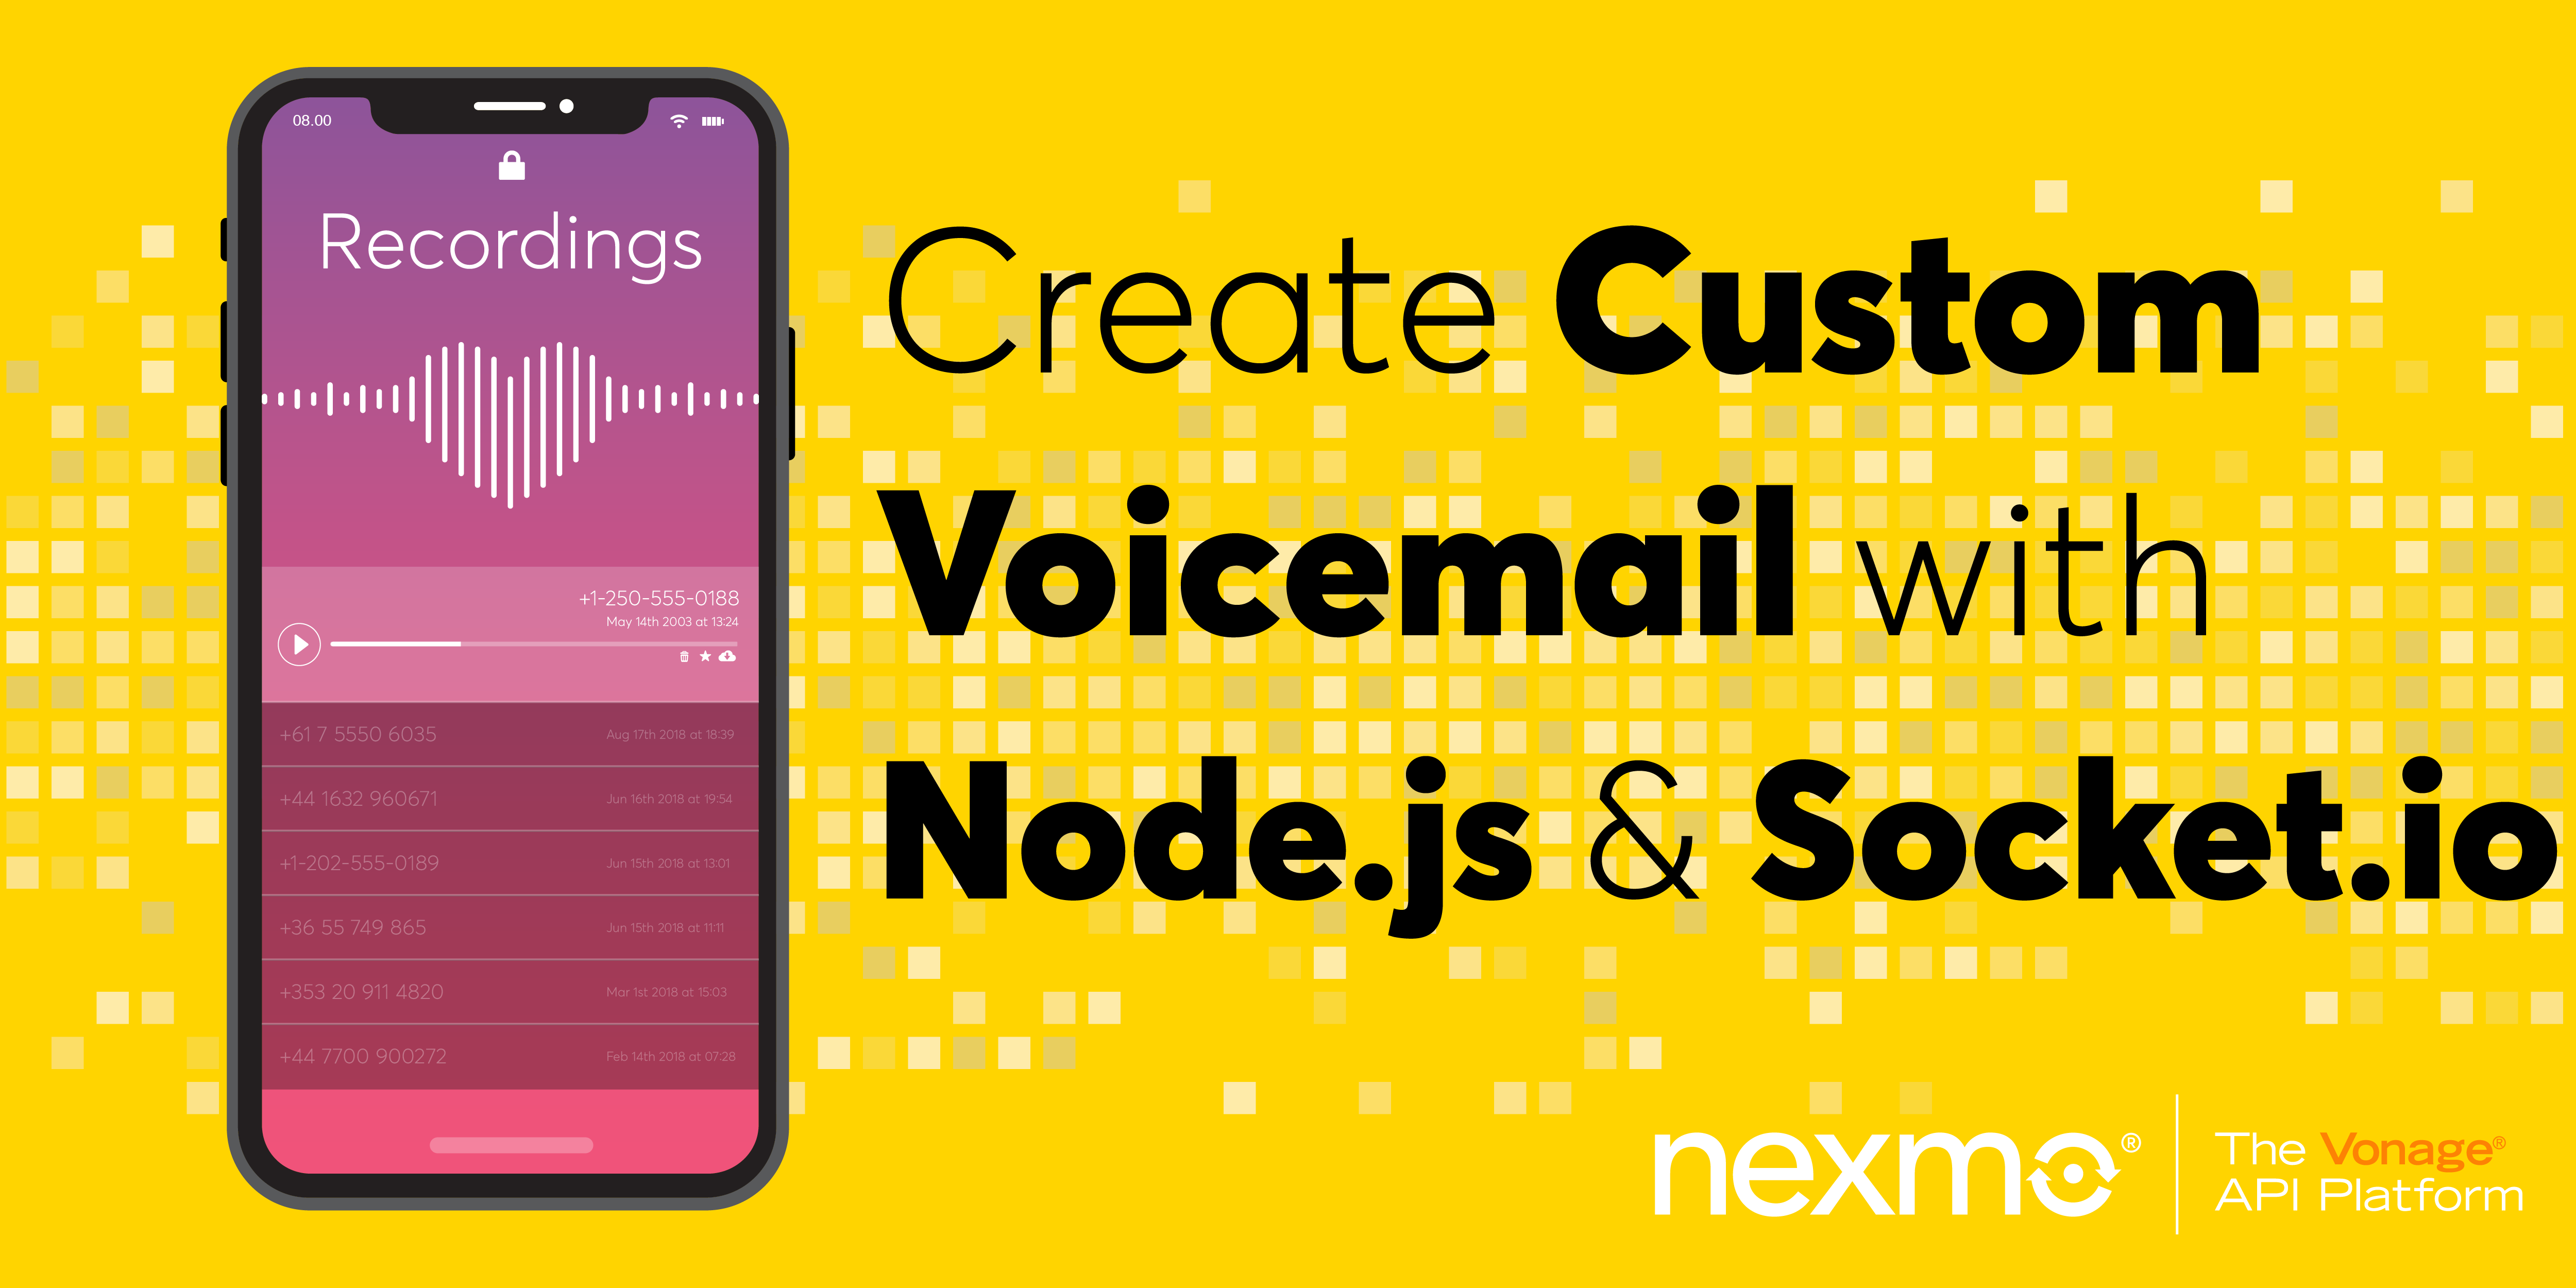 08.00
Recordings
+1-250-555-0188
May 14th 2003 at 13:24
+61 7 5550 6035 Aug 17th 2018 at 18:39
+44 1632 960671 Jun 16th 2018 at 19:54
+1-202-555-0189 Jun 15th 2018 at 13:01
+36 55 749 865 Jun 15th 2018 at 11:11
+353 20 911 4820 Mar 1st 2018 at 15:03
+44 7700 900272 Feb 14th 2018 at 07:28
Create Custom
Voicemail with
Node.js & Socket.io
nexmo®
The Vonage®
API Platform